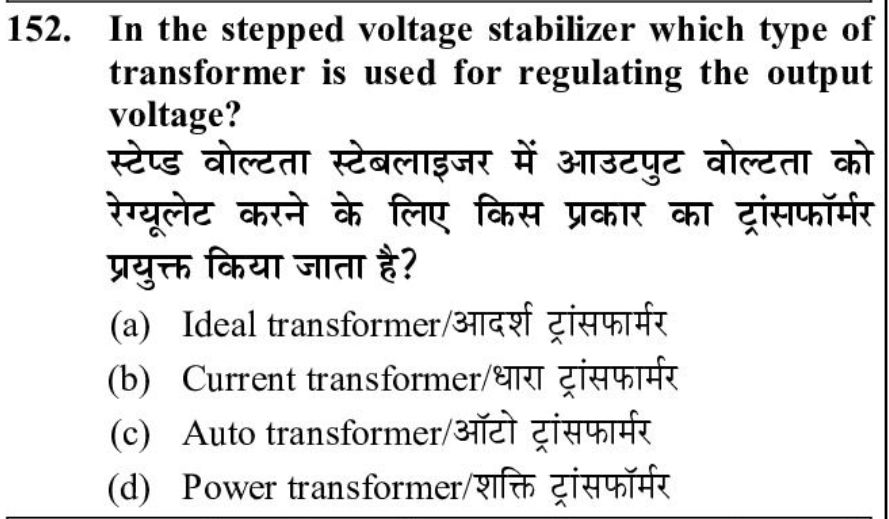 152. In the stepped voltage stabilizer which type of
transformer is used for regulating the output
voltage?
स्टेप्ड वोल्टता स्टेबलाइजर में आउटपुट वोल्टता को
रेग्यूलेट करने के लिए किस प्रकार का ट्रांसफॉर्मर
प्रयुक्त किया जाता है?
(a) Ideal transformer/आदर्श ट्रांसफार्मर
(b) Current transformer/धारा ट्रांसफार्मर
(c) Auto transformer/ऑटो ट्रांसफार्मर
(d) Power transformer/शक्ति ट्रांसफॉर्मर